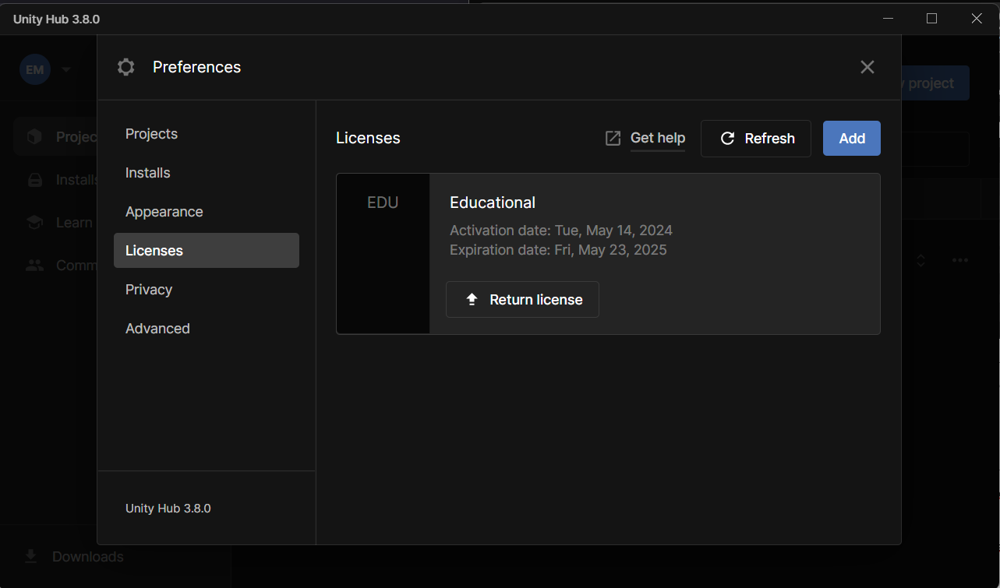 Unity Hub 3.8.0
EM
Preferences
project
Projects
Installs
Appearance
Licenses
Privacy
Advanced
Unity Hub 3.8.0
Licenses
Get help
Refresh
Add
EDU
Educational
Activation date: Tue, May 14, 2024
Expiration date: Fri, May 23, 2025
Return license
Projec
Installs
Learn
Comm
Downloads